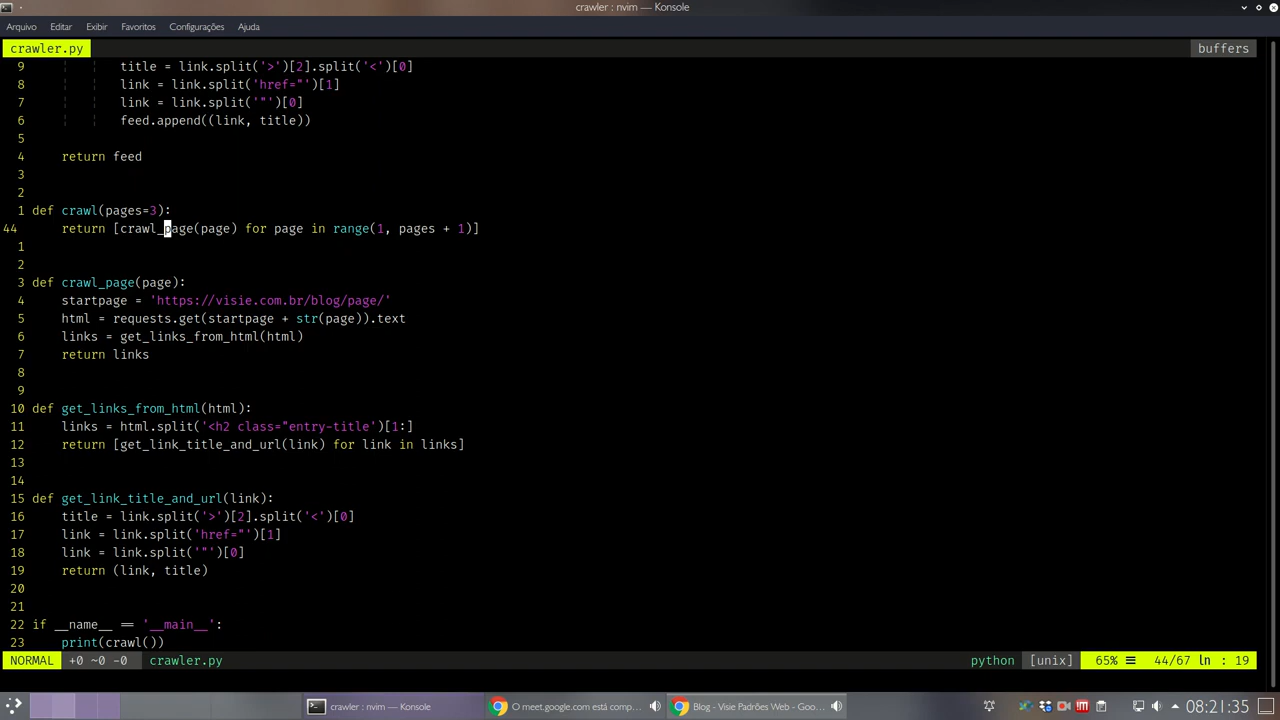 crawler : nvim — Konsole
Arquivo Editar Exibir Favoritos Configurações Ajuda
crawler.py buffers
9 title = link.split('>')[2].split('<')[0]
8 link = link.split('href="')[1]
7 link = link.split('"')[0]
6 feed.append((link, title))
5
4 return feed
3
2
1 def crawl(pages=3):
44 return [crawl_page(page) for page in range(1, pages + 1)]
1
2
3 def crawl_page(page):
4 startpage = 'https://visie.com.br/blog/page/'
5 html = requests.get(startpage + str(page)).text
6 links = get_links_from_html(html)
7 return links
8
9
10 def get_links_from_html(html):
11 links = html.split('<h2 class="entry-title')[1:]
12 return [get_link_title_and_url(link) for link in links]
13
14
15 def get_link_title_and_url(link):
16 title = link.split('>')[2].split('<')[0]
17 link = link.split('href="')[1]
18 link = link.split('"')[0]
19 return (link, title)
20
21
22 if __name__ == '__main__':
23 print(crawl())
NORMAL +0 ~0 -0 crawler.py python [unix] 65% ☰ 44/67 ln : 19
crawler : nvim — Konsole O meet.google.com está comp... Blog - Visie Padrões Web - Goo... 08:21:35